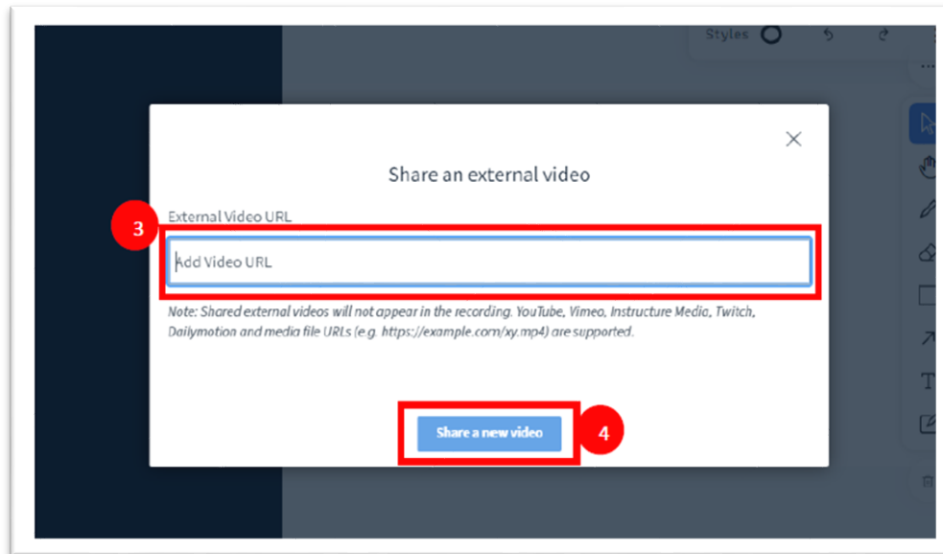 Styles
Share an external video
External Video URL
3
Add Video URL
Note: Shared external videos will not appear in the recording. YouTube, Vimeo, Instructure Media, Twitch,
Dailymotion and media file URLs (e.g. https://example.com/xy.mp4) are supported.
Share a new video
4